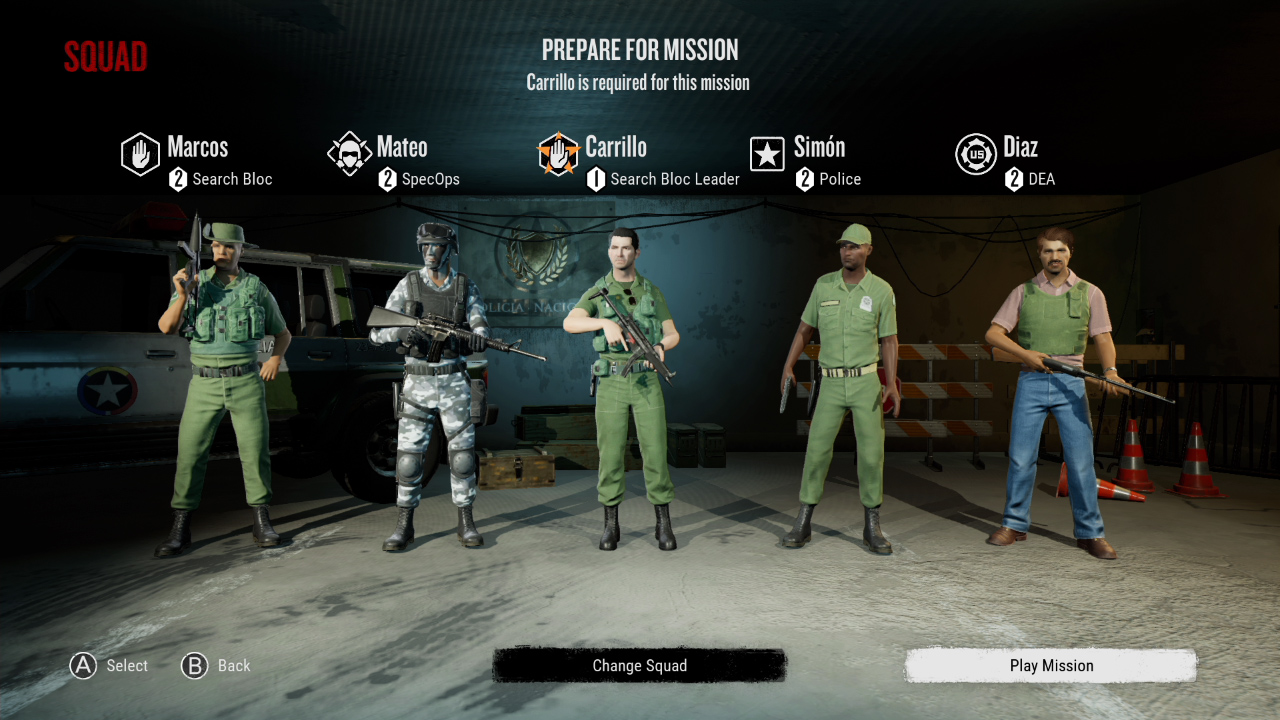 SQUAD
PREPARE FOR MISSION
Carrillo is required for this mission
Marcos
2 Search Bloc
Mateo
2 SpecOps
Carrillo
1 Search Bloc Leader
Simón
2 Police
US
Diaz
2 DEA
A Select
B Back
Change Squad
Play Mission